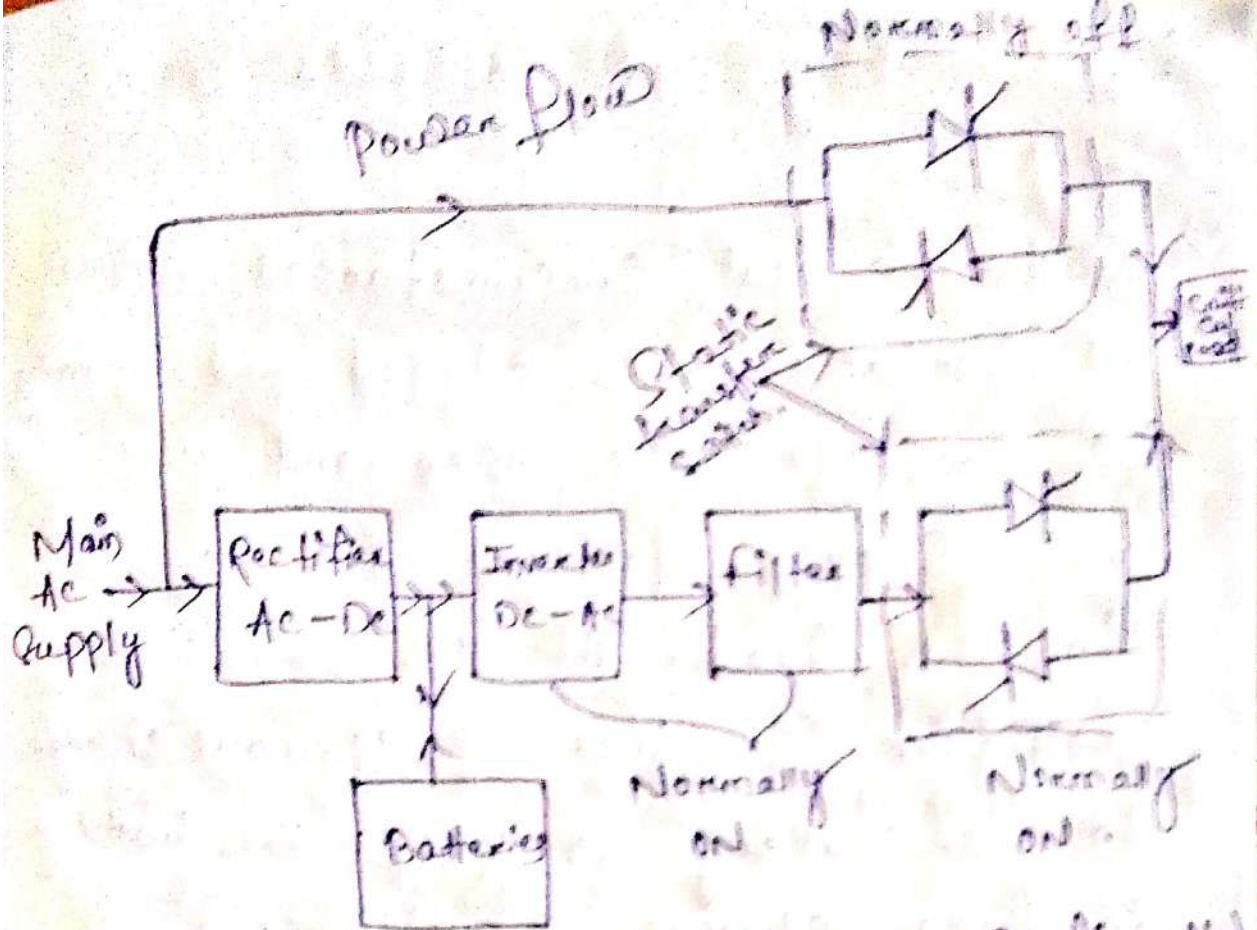 Normally off
Power flow
Static
transfer
switch.
Main
AC
Supply
Rectifier
AC-DC
Inverter
DC-AC
Filter
Batteries
Normally
ON.
Normally
ON.